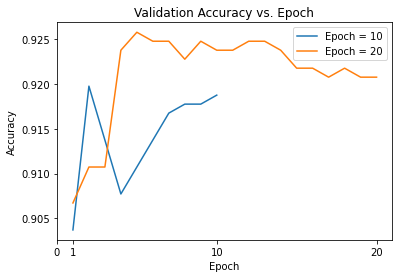 Validation Accuracy vs. Epoch
Epoch = 10
Epoch = 20
0.925
0.920
0.915
0.910
0.905
Accuracy
0 1 10 20
Epoch